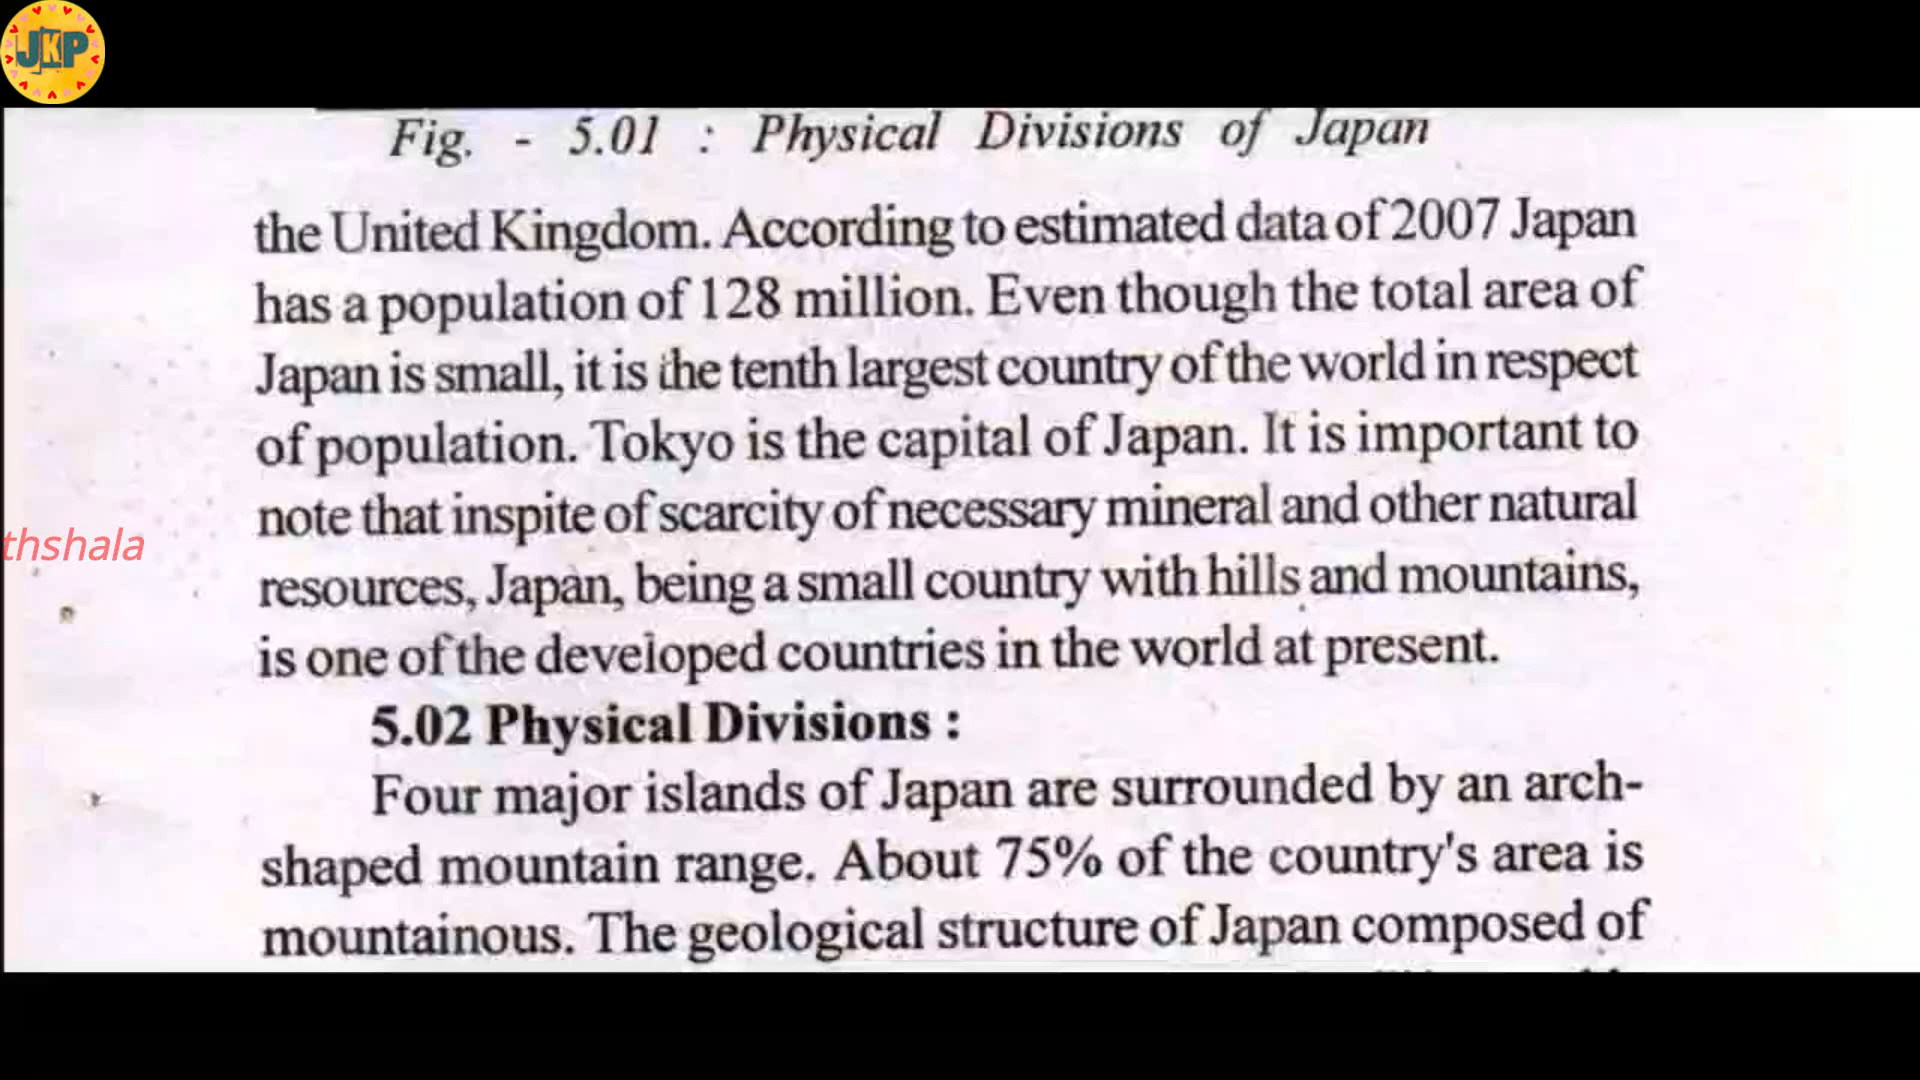 JKP
Fig. - 5.01 : Physical Divisions of Japan
the United Kingdom. According to estimated data of 2007 Japan
has a population of 128 million. Even though the total area of
Japan is small, it is the tenth largest country of the world in respect
of population. Tokyo is the capital of Japan. It is important to
note that inspite of scarcity of necessary mineral and other natural
thshala
resources, Japan, being a small country with hills and mountains,
is one of the developed countries in the world at present.
5.02 Physical Divisions :
Four major islands of Japan are surrounded by an arch-
shaped mountain range. About 75% of the country's area is
mountainous. The geological structure of Japan composed of